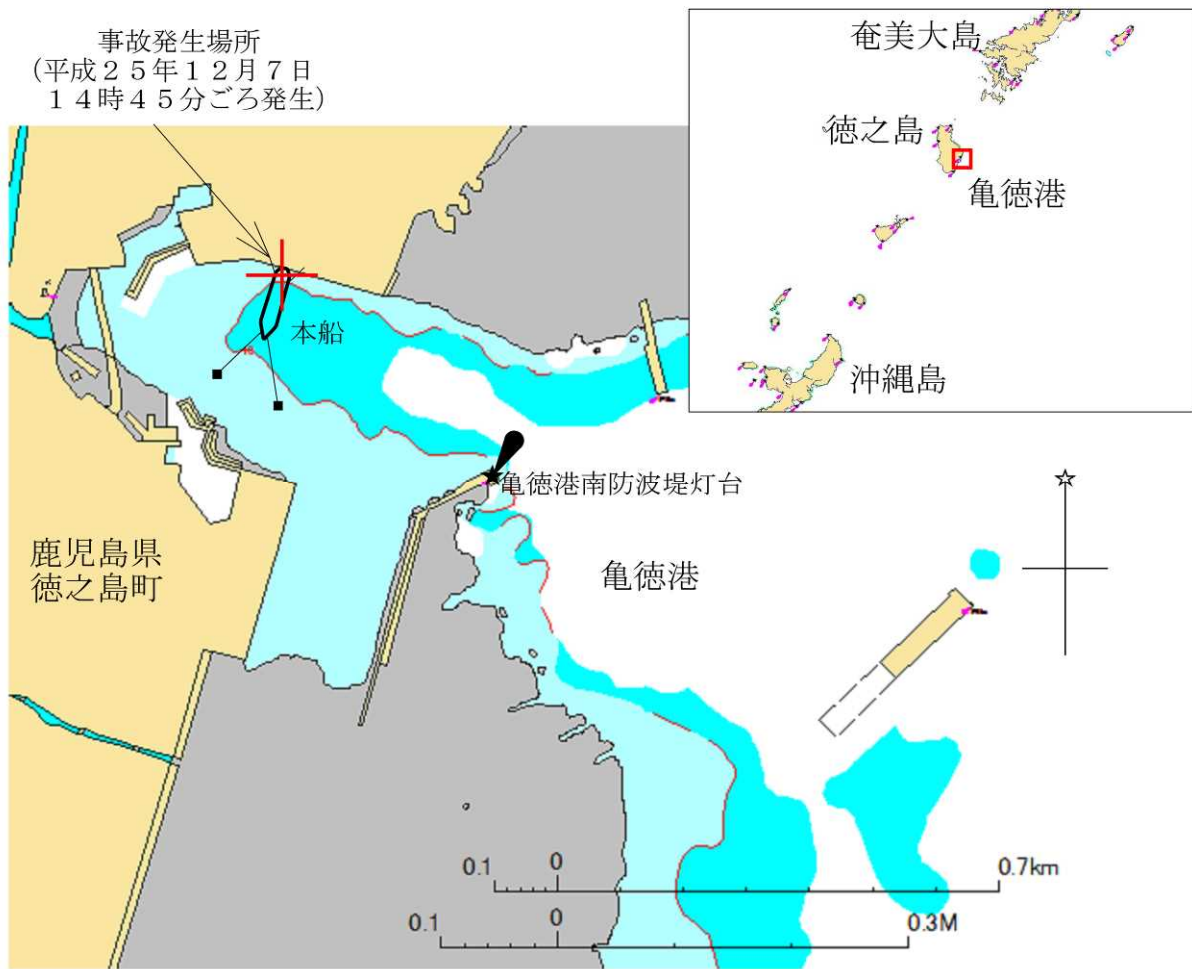 事故発生場所
（平成２５年１２月７日
１４時４５分ごろ発生）
奄美大島
徳之島
亀徳港
沖縄島
本船
亀徳港南防波堤灯台
鹿児島県
徳之島町
亀徳港
0.1 0 0.7km
0.1 0 0.3M